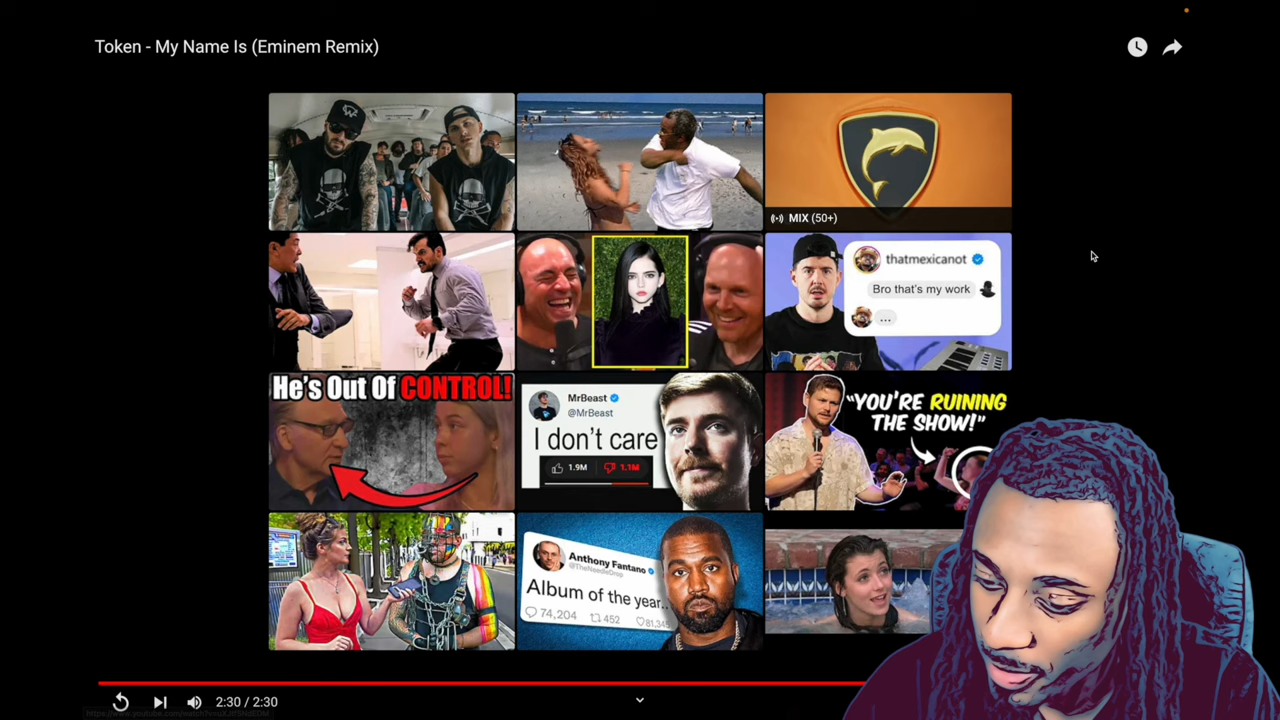 Token - My Name Is (Eminem Remix)
MIX (50+)
thatmexicanot
Bro that's my work
...
He's Out Of CONTROL!
MrBeast
@MrBeast
I don't care
1.9M 1.1M
"YOU'RE RUINING
THE SHOW!"
Anthony Fantano
@TheNeedleDrop
Album of the year..
74,204 452 81,34
2:30 / 2:30